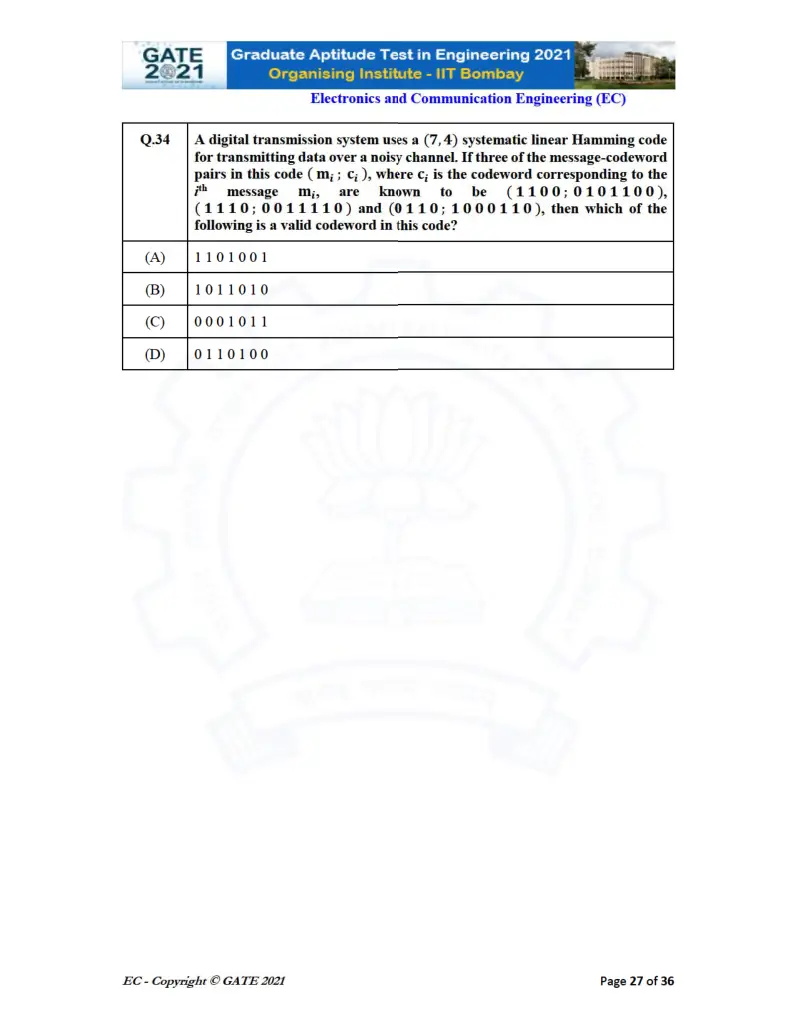 GATE 2021
Graduate Aptitude Test in Engineering 2021
Organising Institute - IIT Bombay
Electronics and Communication Engineering (EC)
Q.34 A digital transmission system uses a (7, 4) systematic linear Hamming code
for transmitting data over a noisy channel. If three of the message-codeword
pairs in this code ( mᵢ ; cᵢ ), where cᵢ is the codeword corresponding to the
iᵗʰ message mᵢ, are known to be ( 1 1 0 0 ; 0 1 0 1 1 0 0 ),
( 1 1 1 0 ; 0 0 1 1 1 1 0 ) and (0 1 1 0 ; 1 0 0 0 1 1 0 ), then which of the
following is a valid codeword in this code?
(A) 1 1 0 1 0 0 1
(B) 1 0 1 1 0 1 0
(C) 0 0 0 1 0 1 1
(D) 0 1 1 0 1 0 0
EC - Copyright © GATE 2021 Page 27 of 36